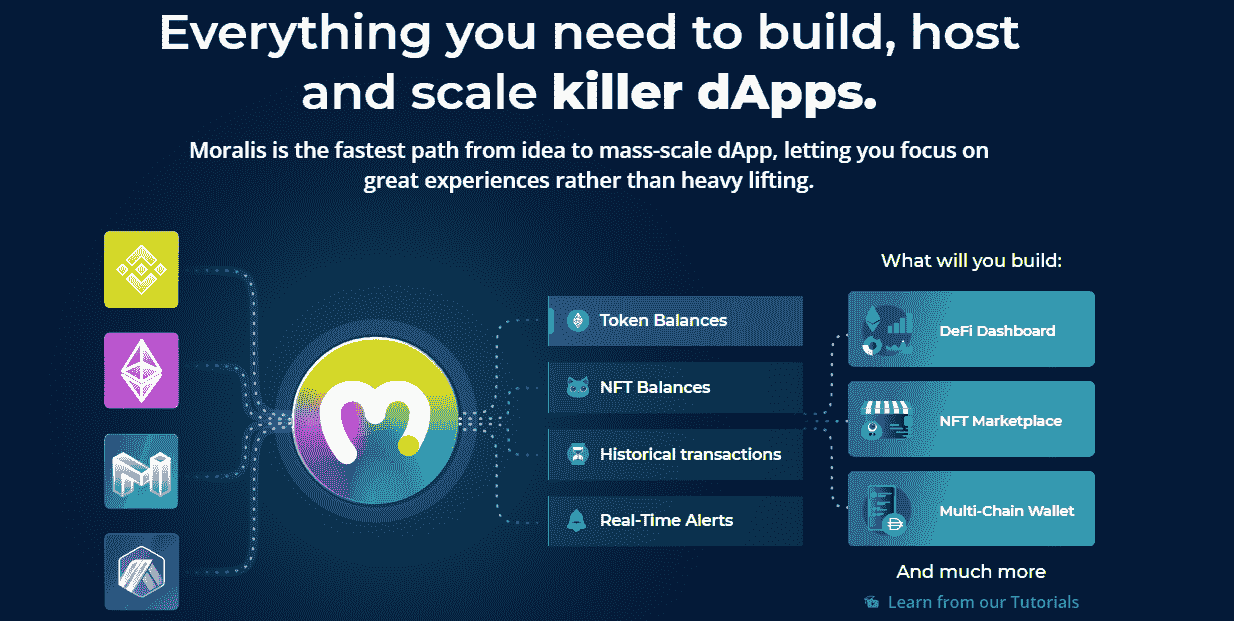 Everything you need to build, host
and scale killer dApps.
Moralis is the fastest path from idea to mass-scale dApp, letting you focus on
great experiences rather than heavy lifting.
What will you build:
Token Balances
NFT Balances
Historical transactions
Real-Time Alerts
DeFi Dashboard
NFT Marketplace
Multi-Chain Wallet
And much more
Learn from our Tutorials